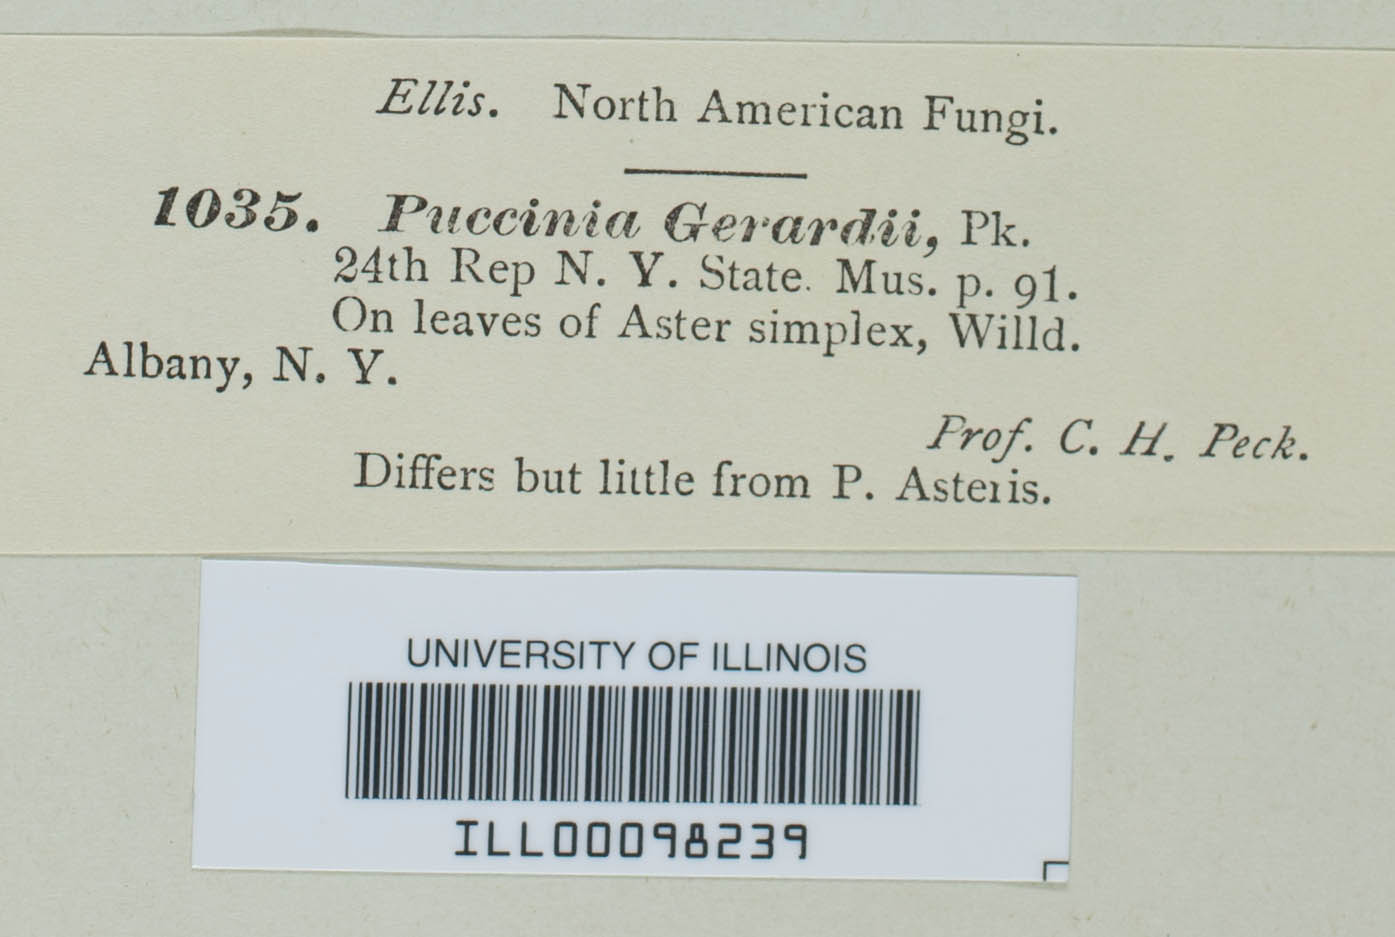 Ellis. North American Fungi.
1035. Puccinia Gerardii, Pk.
24th Rep N. Y. State. Mus. p. 91.
On leaves of Aster simplex, Willd.
Albany, N. Y.
Prof. C. H. Peck.
Differs but little from P. Asteris.
UNIVERSITY OF ILLINOIS
ILL00098239